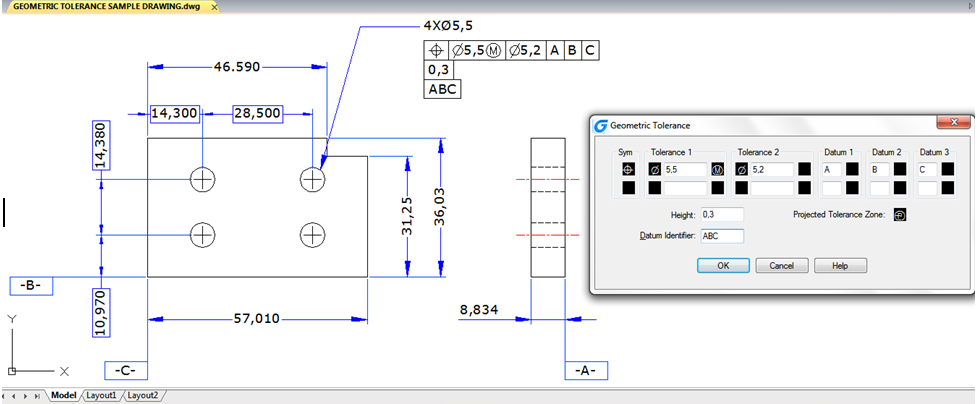 GEOMETRIC TOLERANCE SAMPLE DRAWING.dwg
4XØ5,5
⌖ Ø5,5Ⓜ Ø5,2 A B C
0,3
ABC
46.590
14,300 28,500
14,380
10,970
31,25
36,03
57,010
8,834
-B-
-C-
-A-
Y
X
Geometric Tolerance
Sym Tolerance 1 Tolerance 2 Datum 1 Datum 2 Datum 3
⌖ Ø 5,5 Ⓜ Ø 5,2 A B C
Height: 0,3 Projected Tolerance Zone: Ⓟ
Datum Identifier: ABC
OK Cancel Help
Model Layout1 Layout2